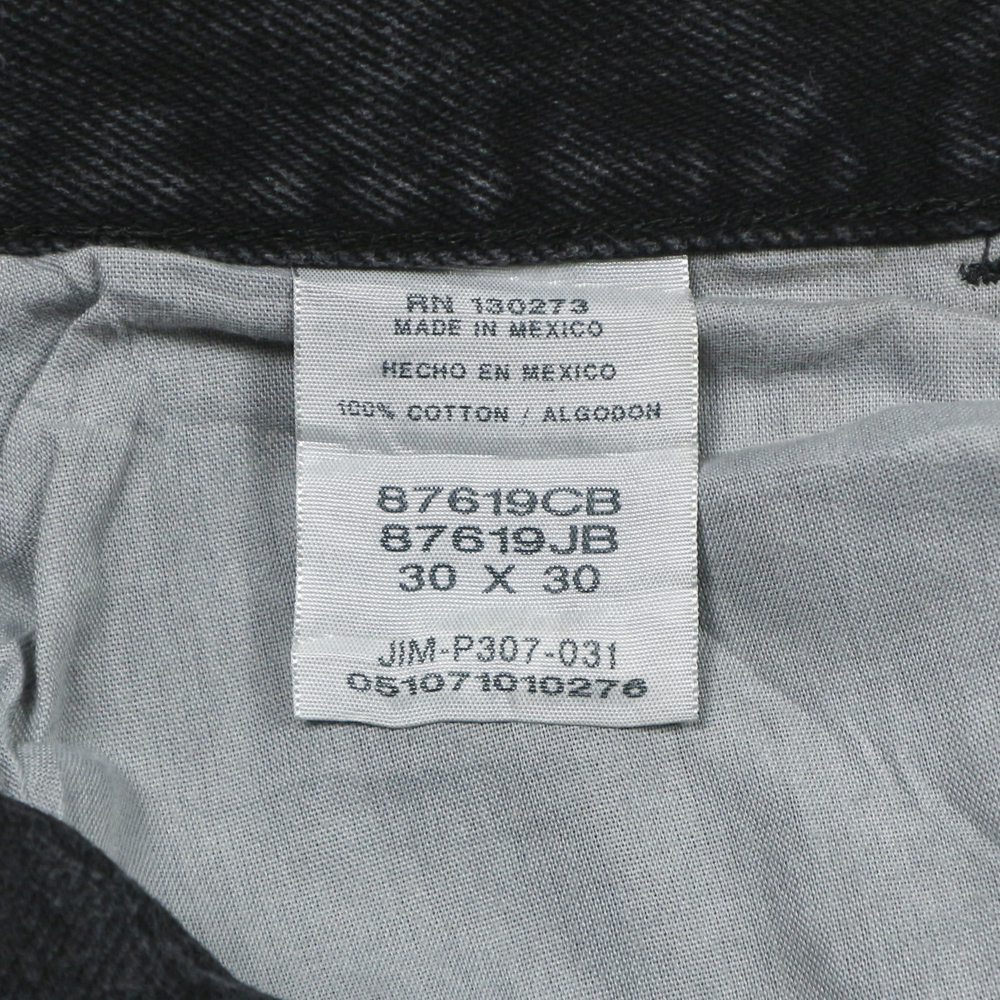 RN 130273
MADE IN MEXICO
HECHO EN MEXICO
100% COTTON / ALGODON
87619CB
87619JB
30 X 30
JIM-P307-031
051071010276